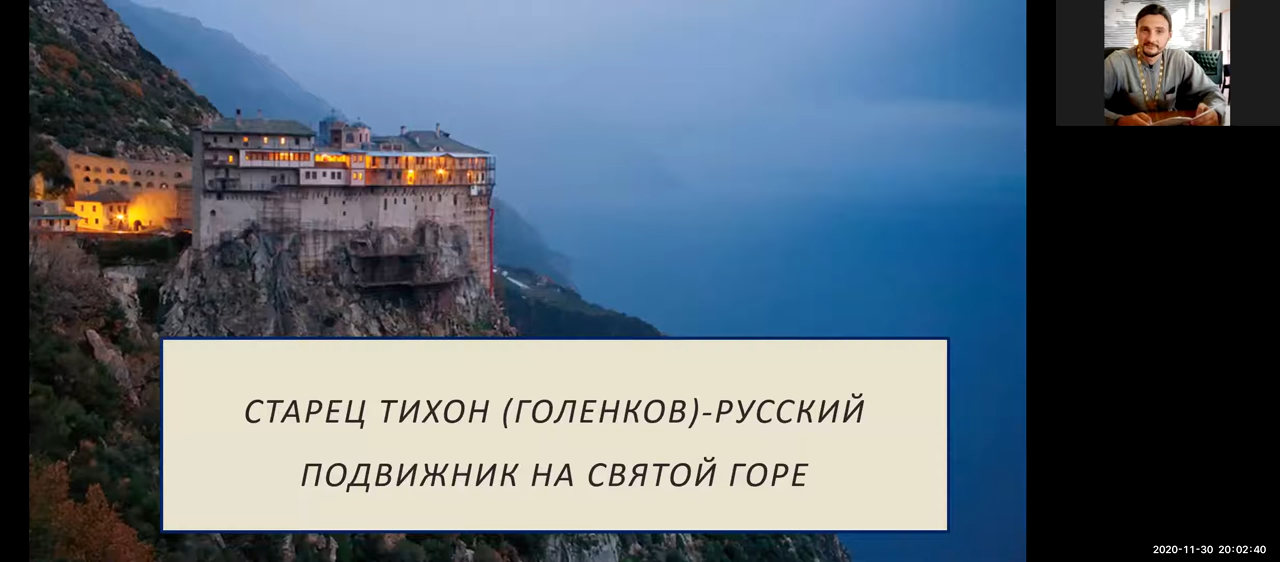 СТАРЕЦ ТИХОН (ГОЛЕНКОВ)-РУССКИЙ
ПОДВИЖНИК НА СВЯТОЙ ГОРЕ
2020-11-30 20:02:40